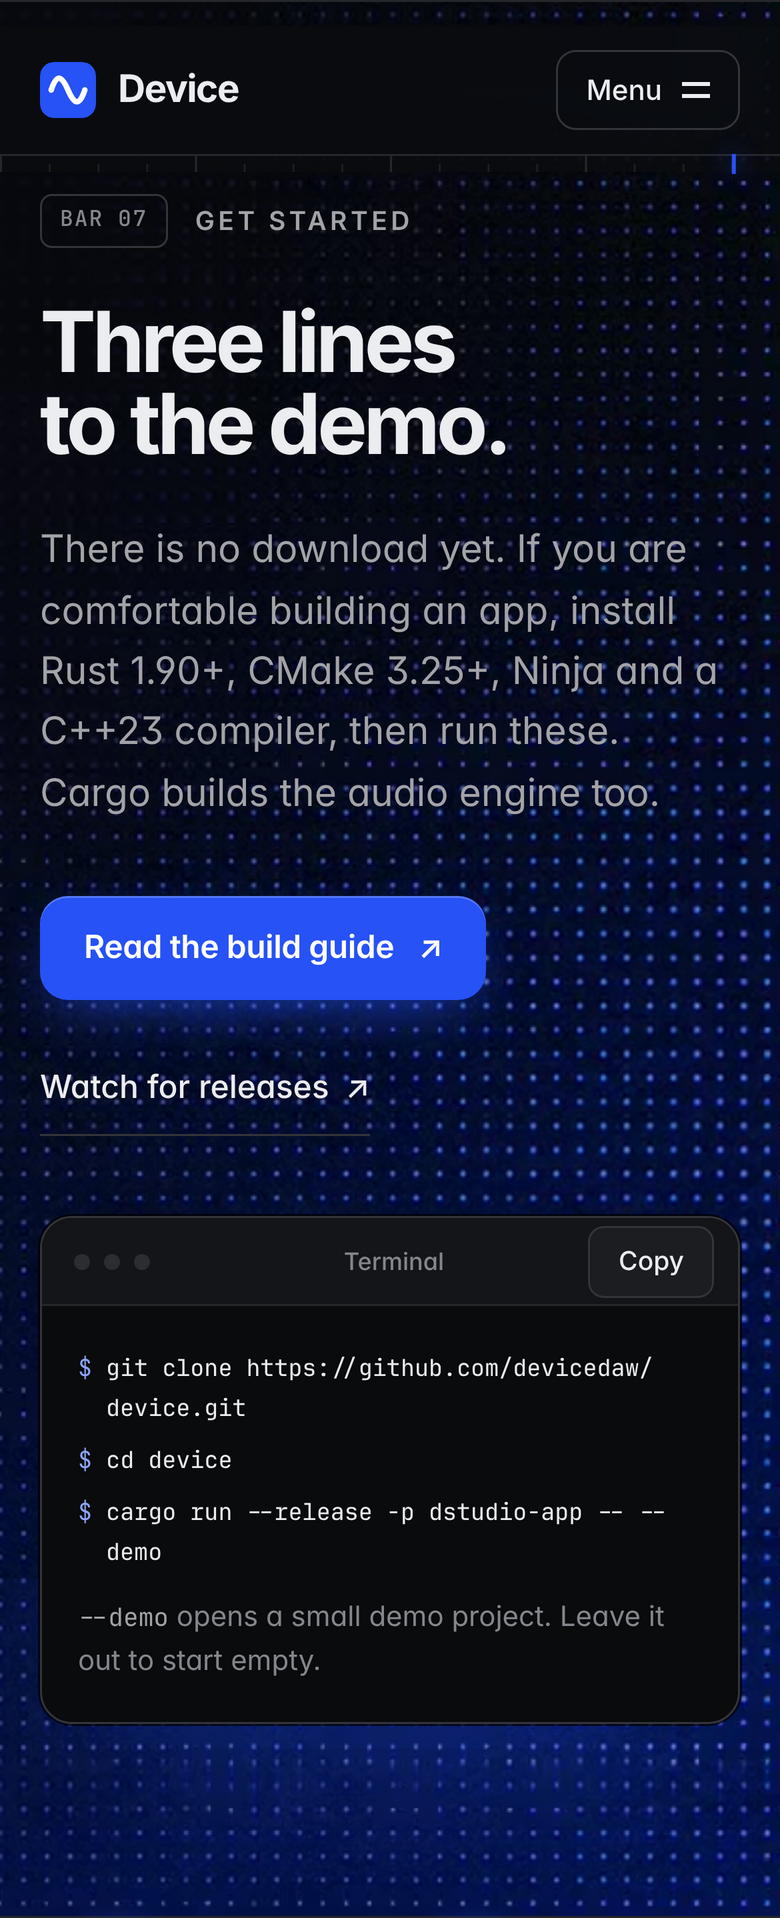 Device
Menu
BAR 07
GET STARTED
Three lines
to the demo.
There is no download yet. If you are
comfortable building an app, install
Rust 1.90+, CMake 3.25+, Ninja and a
C++23 compiler, then run these.
Cargo builds the audio engine too.
Read the build guide ↗
Watch for releases ↗
Terminal
Copy
$ git clone https://github.com/devicedaw/
device.git
$ cd device
$ cargo run --release -p dstudio-app -- --
demo
--demo opens a small demo project. Leave it
out to start empty.